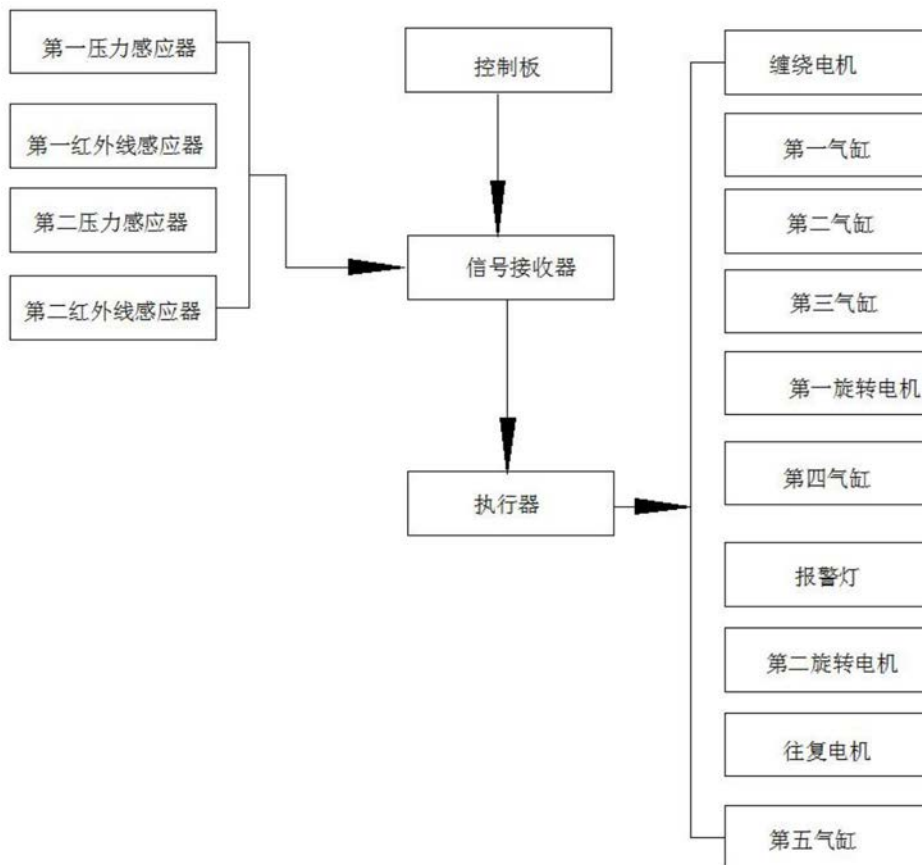 第一压力感应器
第一红外线感应器
第二压力感应器
第二红外线感应器
控制板
信号接收器
执行器
缠绕电机
第一气缸
第二气缸
第三气缸
第一旋转电机
第四气缸
报警灯
第二旋转电机
往复电机
第五气缸